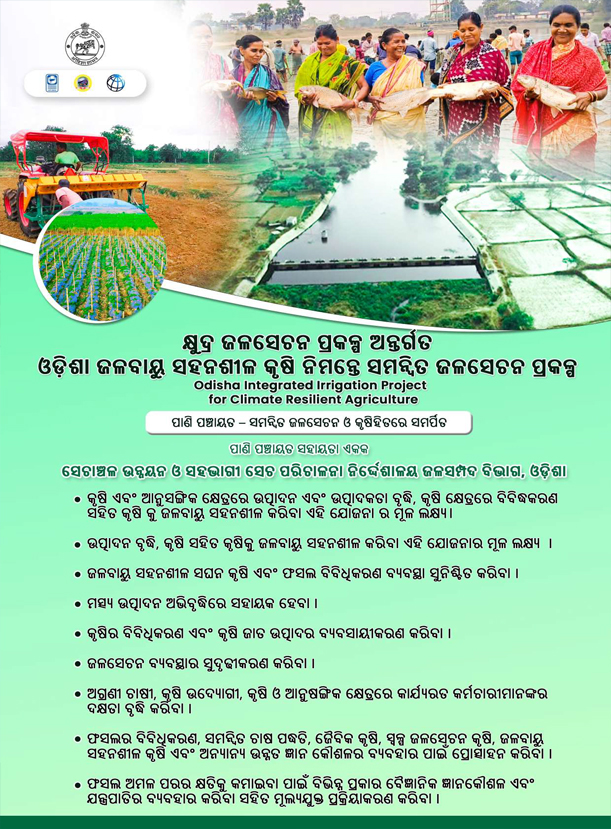 କ୍ଷୁଦ୍ର ଜଳସେଚନ ପ୍ରକଳ୍ପ ଅନ୍ତର୍ଗତ
ଓଡ଼ିଶା ଜଳବାୟୁ ସହନଶୀଳ କୃଷି ନିମନ୍ତେ ସମନ୍ୱିତ ଜଳସେଚନ ପ୍ରକଳ୍ପ
Odisha Integrated Irrigation Project
for Climate Resilient Agriculture
ପାଣି ପଞ୍ଚାୟତ – ସମନ୍ୱିତ ଜଳସେଚନ ଓ କୃଷିହିତରେ ସମର୍ପିତ
ପାଣି ପଞ୍ଚାୟତ ସହାୟତା ଏକକ
ସେଚାଞ୍ଚଳ ଉନ୍ନୟନ ଓ ସହଭାଗୀ ସେଚ ପରିଚାଳନା ନିର୍ଦ୍ଦେଶାଳୟ ଜଳସମ୍ପଦ ବିଭାଗ, ଓଡ଼ିଶା
• କୃଷି ଏବଂ ଆନୁସଙ୍ଗିକ କ୍ଷେତ୍ରରେ ଉତ୍ପାଦନ ଏବଂ ଉତ୍ପାଦକତା ବୃଦ୍ଧି, କୃଷି କ୍ଷେତ୍ରରେ ବିବିଦ୍ଧକରଣ
ସହିତ କୃଷି କୁ ଜଳବାୟୁ ସହନଶୀଳ କରିବା ଏହି ଯୋଜନା ର ମୂଳ ଲକ୍ଷ୍ୟ।
• ଉତ୍ପାଦନ ବୃଦ୍ଧି, କୃଷି ସହିତ କୃଷିକୁ ଜଳବାୟୁ ସହନଶୀଳ କରିବା ଏହି ଯୋଜନାର ମୂଳ ଲକ୍ଷ୍ୟ ।
• ଜଳବାୟୁ ସହନଶୀଳ ସଘନ କୃଷି ଏବଂ ଫସଲ ବିବିଧିକରଣ ବ୍ୟବସ୍ଥା ସୁନିଶ୍ଚିତ କରିବା ।
• ମତ୍ସ୍ୟ ଉତ୍ପାଦନ ଅଭିବୃଦ୍ଧିରେ ସହାୟକ ହେବା ।
• କୃଷିର ବିବିଧିକରଣ ଏବଂ କୃଷି ଜାତ ଉତ୍ପାଦର ବ୍ୟବସାୟୀକରଣ କରିବା ।
• ଜଳସେଚନ ବ୍ୟବସ୍ଥାର ସୁଦୃଢୀକରଣ କରିବା ।
• ଅଗ୍ରଣୀ ଚାଷୀ, କୃଷି ଉଦ୍ୟୋଗୀ, କୃଷି ଓ ଆନୁଷଙ୍ଗିକ କ୍ଷେତ୍ରରେ କାର୍ଯ୍ୟରତ କର୍ମଚାରୀମାନଙ୍କର
ଦକ୍ଷତା ବୃଦ୍ଧି କରିବା ।
• ଫସଲର ବିବିଧିକରଣ, ସମନ୍ୱିତ ଚାଷ ପଦ୍ଧତି, ଜୈବିକ କୃଷି, ସ୍ୱଳ୍ପ ଜଳସେଚନ କୃଷି, ଜଳବାୟୁ
ସହନଶୀଳ କୃଷି ଏବଂ ଅନ୍ୟାନ୍ୟ ଉନ୍ନତ ଜ୍ଞାନ କୌଶଳର ବ୍ୟବହାର ପାଇଁ ପ୍ରୋସାହନ କରିବା ।
• ଫସଲ ଅମଳ ପରର କ୍ଷତିକୁ କମାଇବା ପାଇଁ ବିଭିନ୍ନ ପ୍ରକାର ବୈଜ୍ଞାନିକ ଜ୍ଞାନକୌଶଳ ଏବଂ
ଯନ୍ତ୍ରପାତିର ବ୍ୟବହାର କରିବା ସହିତ ମୂଲ୍ୟଯୁକ୍ତ ପ୍ରକ୍ରିୟାକରଣ କରିବା ।